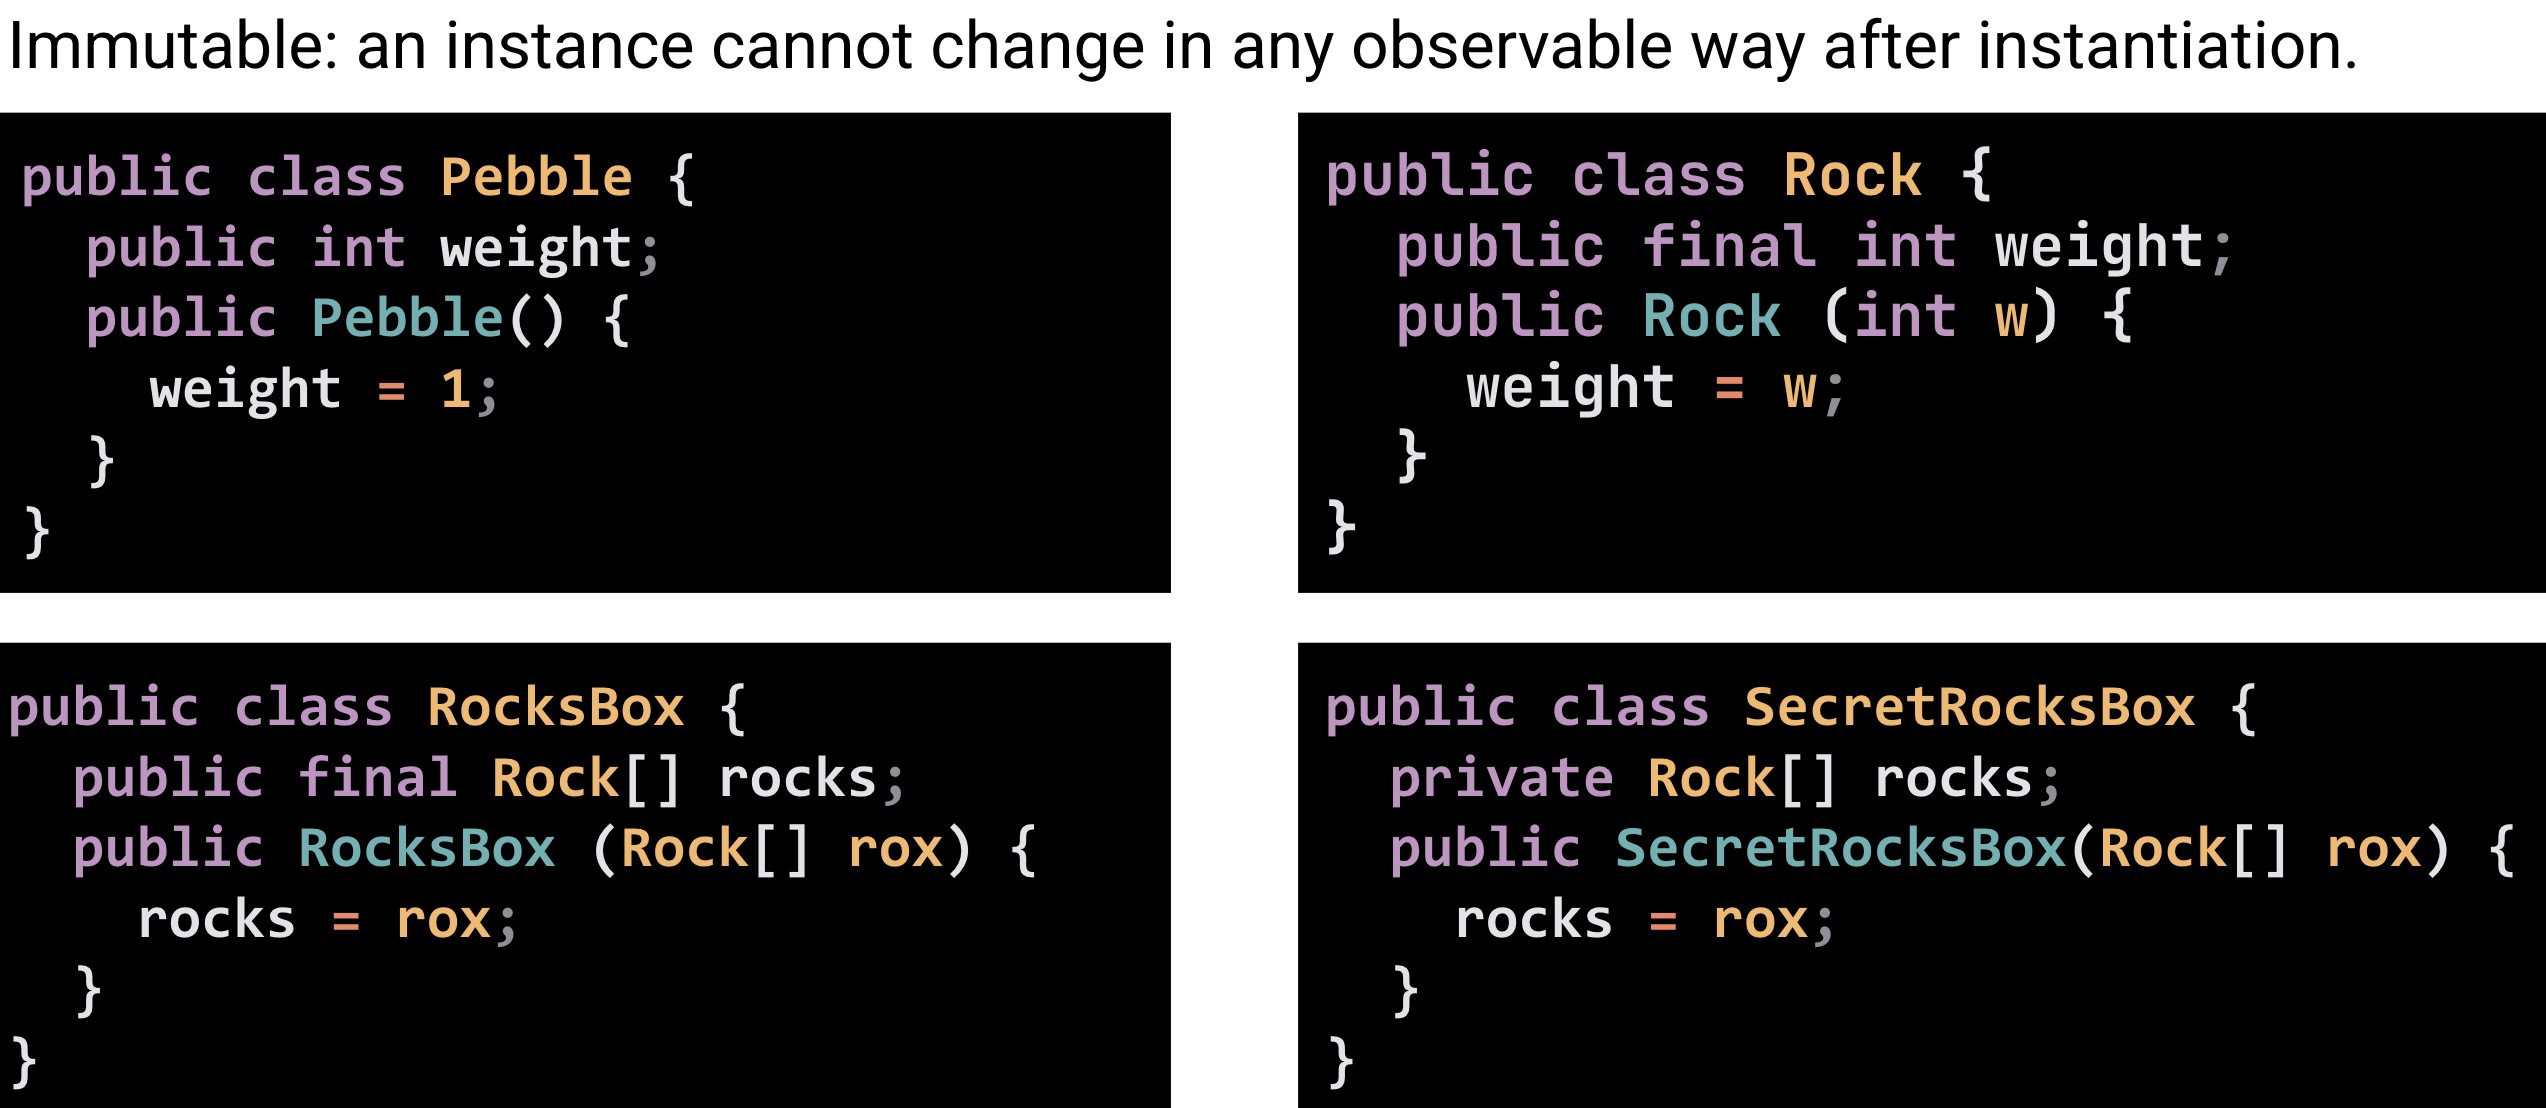 Immutable: an instance cannot change in any observable way after instantiation.
public class Pebble {
public int weight;
public Pebble() {
weight = 1;
}
}
public class Rock {
public final int weight;
public Rock (int w) {
weight = w;
}
}
public class RocksBox {
public final Rock[] rocks;
public RocksBox (Rock[] rox) {
rocks = rox;
}
}
public class SecretRocksBox {
private Rock[] rocks;
public SecretRocksBox(Rock[] rox) {
rocks = rox;
}
}